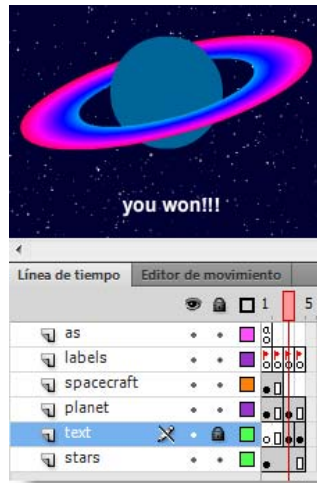 you won!!!
Línea de tiempo Editor de movimiento
1 5
as
labels
spacecraft
planet
text
stars